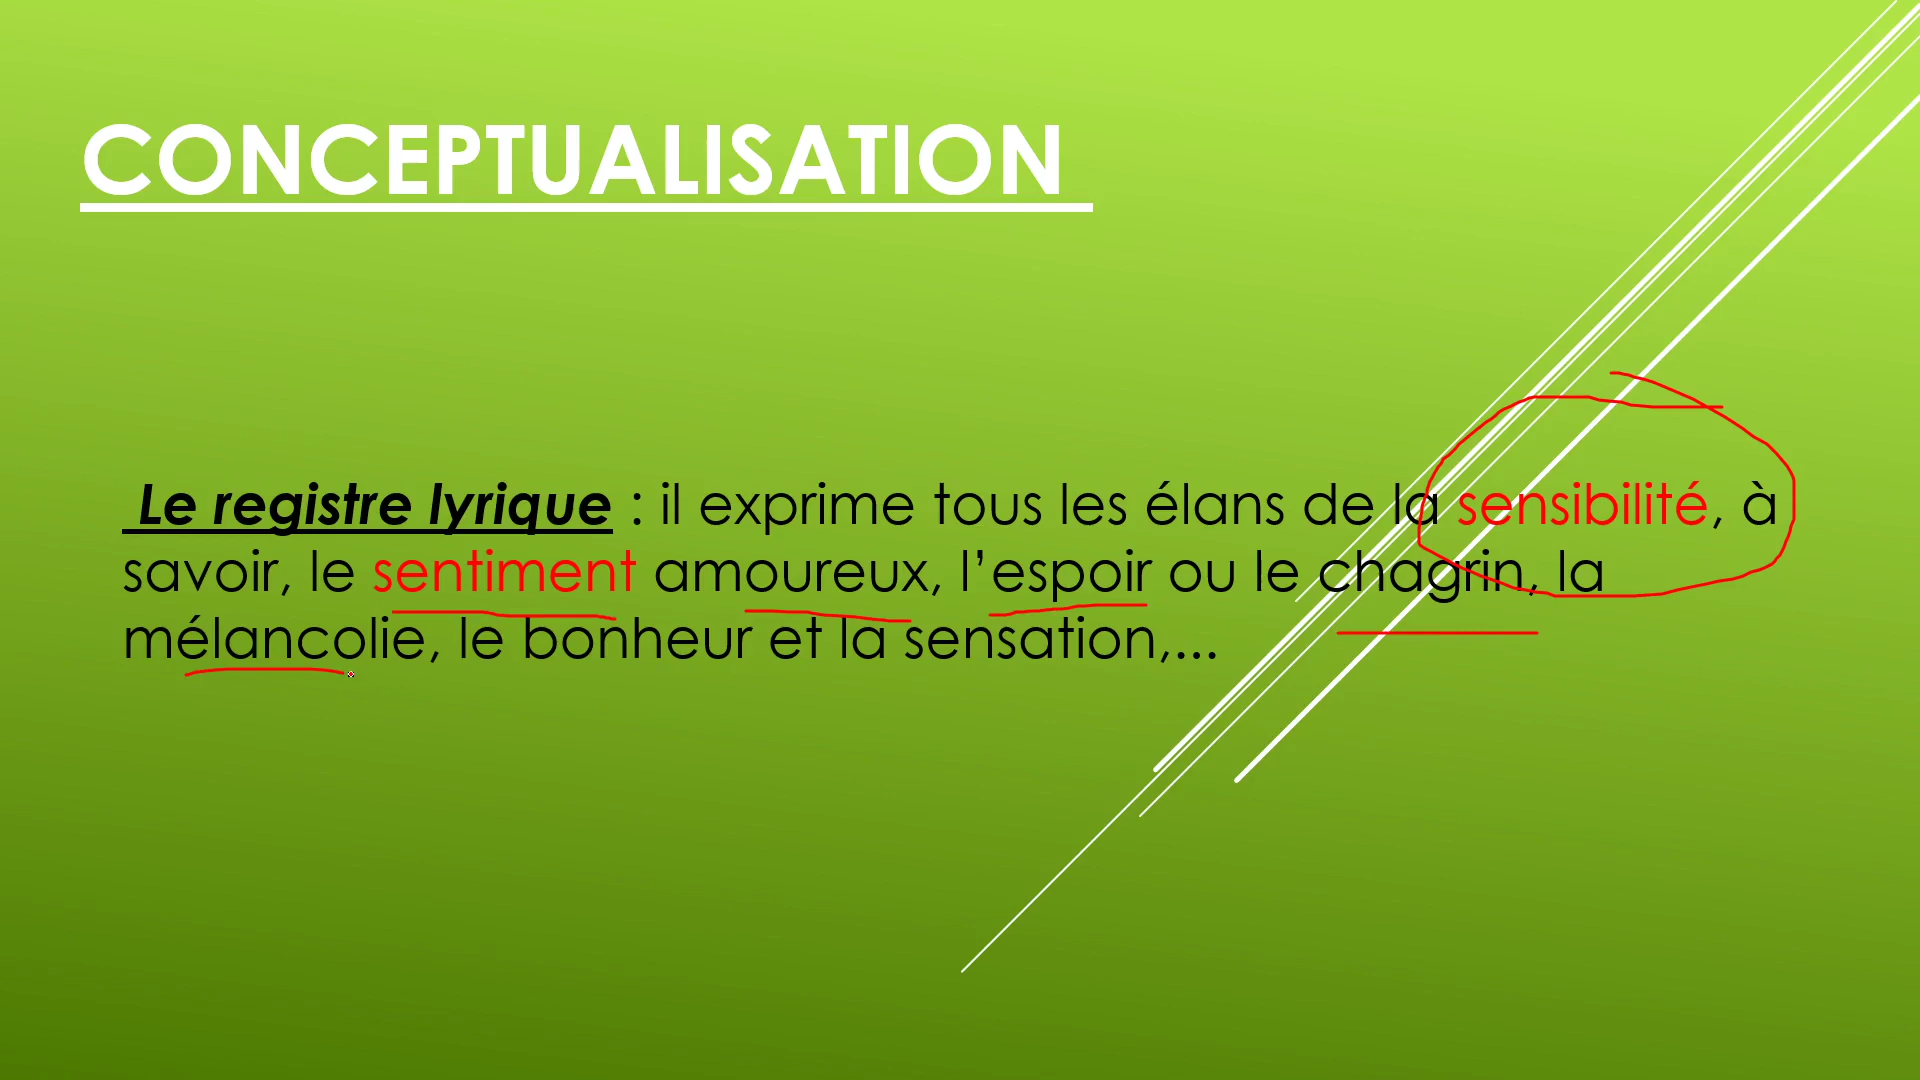 CONCEPTUALISATION
Le registre lyrique : il exprime tous les élans de la sensibilité, à
savoir, le sentiment amoureux, l’espoir ou le chagrin, la
mélancolie, le bonheur et la sensation,...